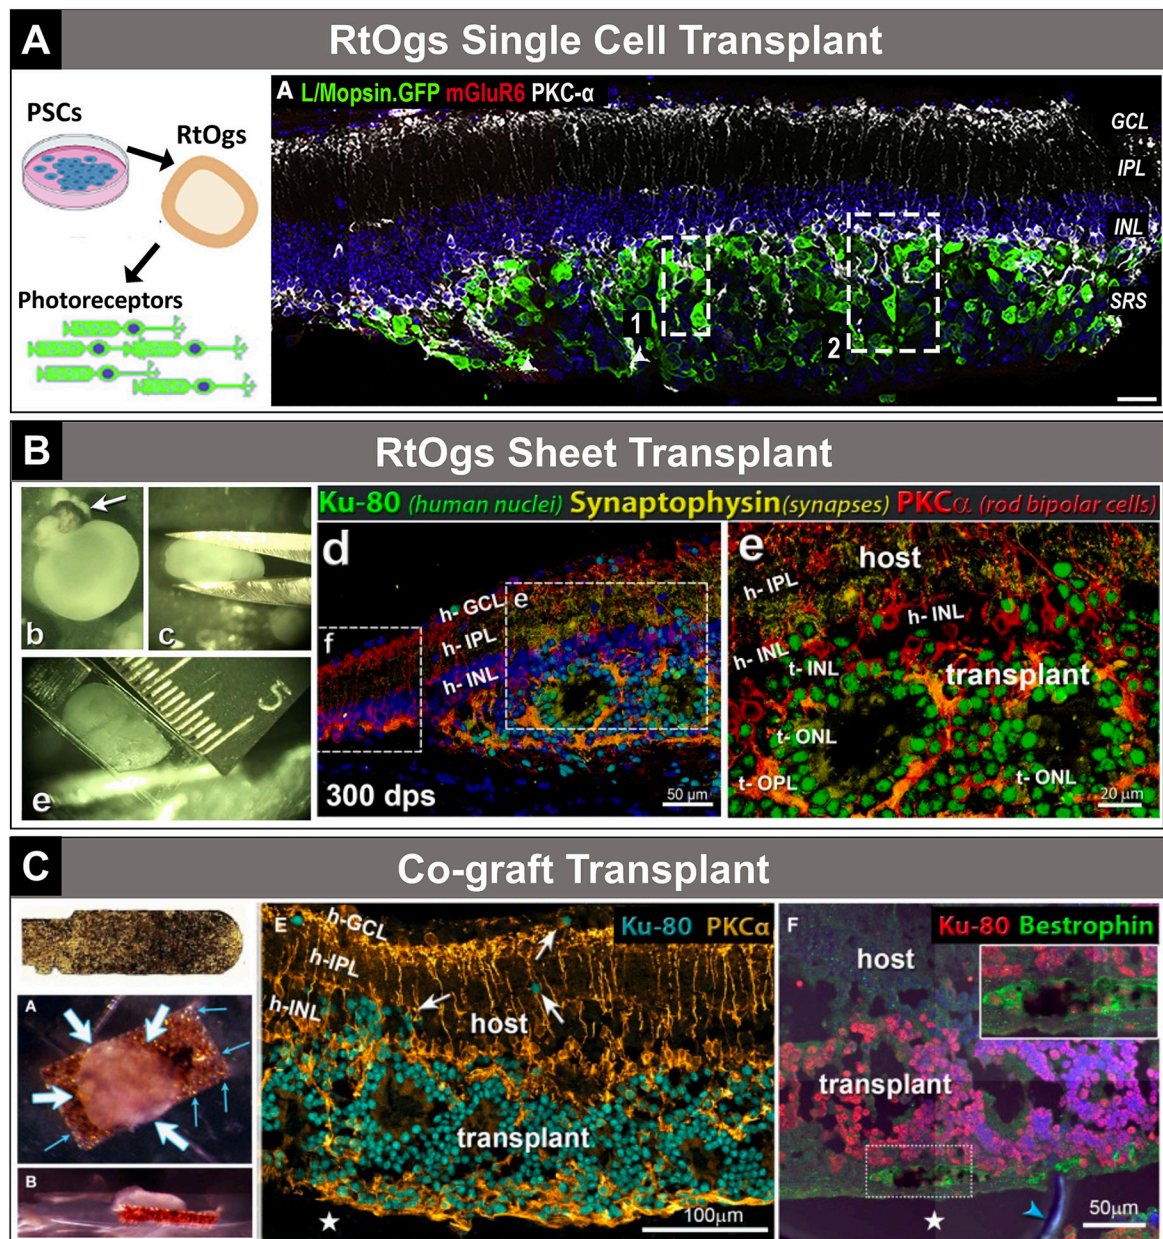 A RtOgs Single Cell Transplant
PSCs
RtOgs
Photoreceptors
A L/Mopsin.GFP mGluR6 PKC-α
GCL
IPL
INL
SRS
1
2
B RtOgs Sheet Transplant
b
c
e
5
Ku-80 (human nuclei) Synaptophysin(synapses) PKCα (rod bipolar cells)
d
h- GCL
e
h- IPL
f
h- INL
300 dps
50 μm
e
host
h- IPL
h- INL
h- INL
t- INL
transplant
t- ONL
t- OPL
t- ONL
20 μm
C Co-graft Transplant
A
B
E
h-GCL
Ku-80 PKCα
h-IPL
h-INL
host
transplant
100μm
F
Ku-80 Bestrophin
host
transplant
50μm